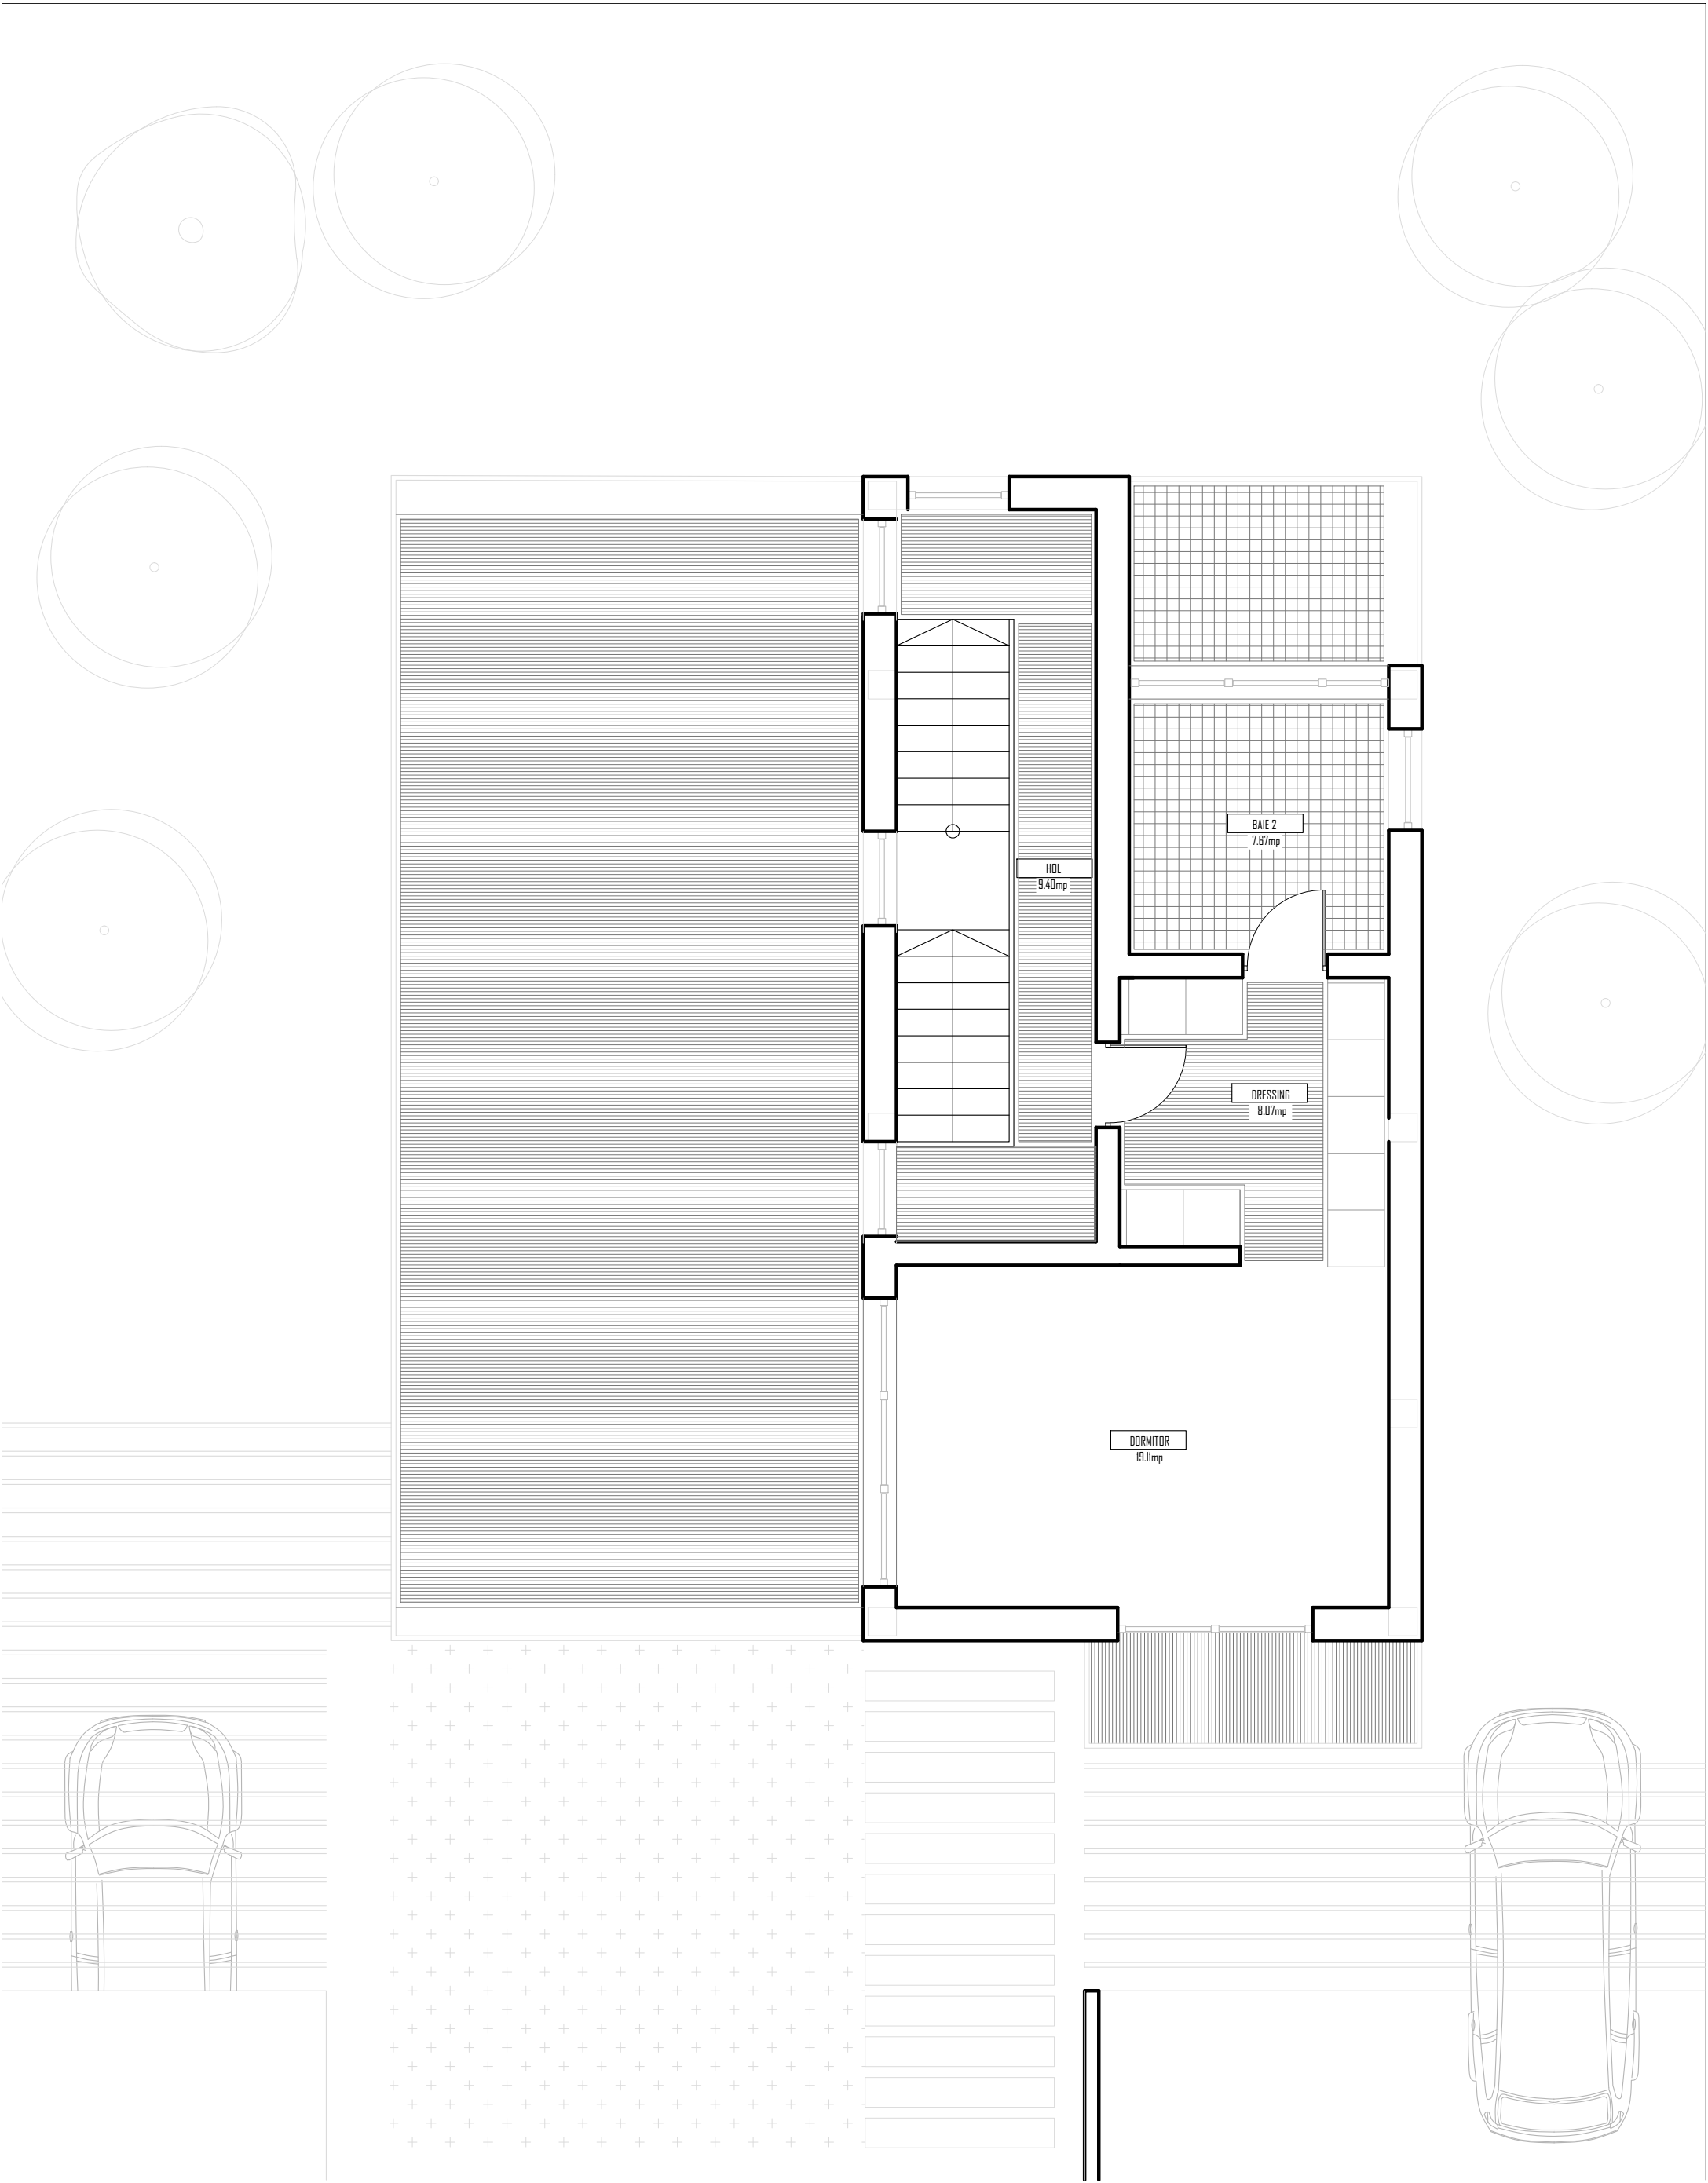 BAIE 2
7.67mp
HOL
9.40mp
DRESSING
8.07mp
DORMITOR
19.11mp